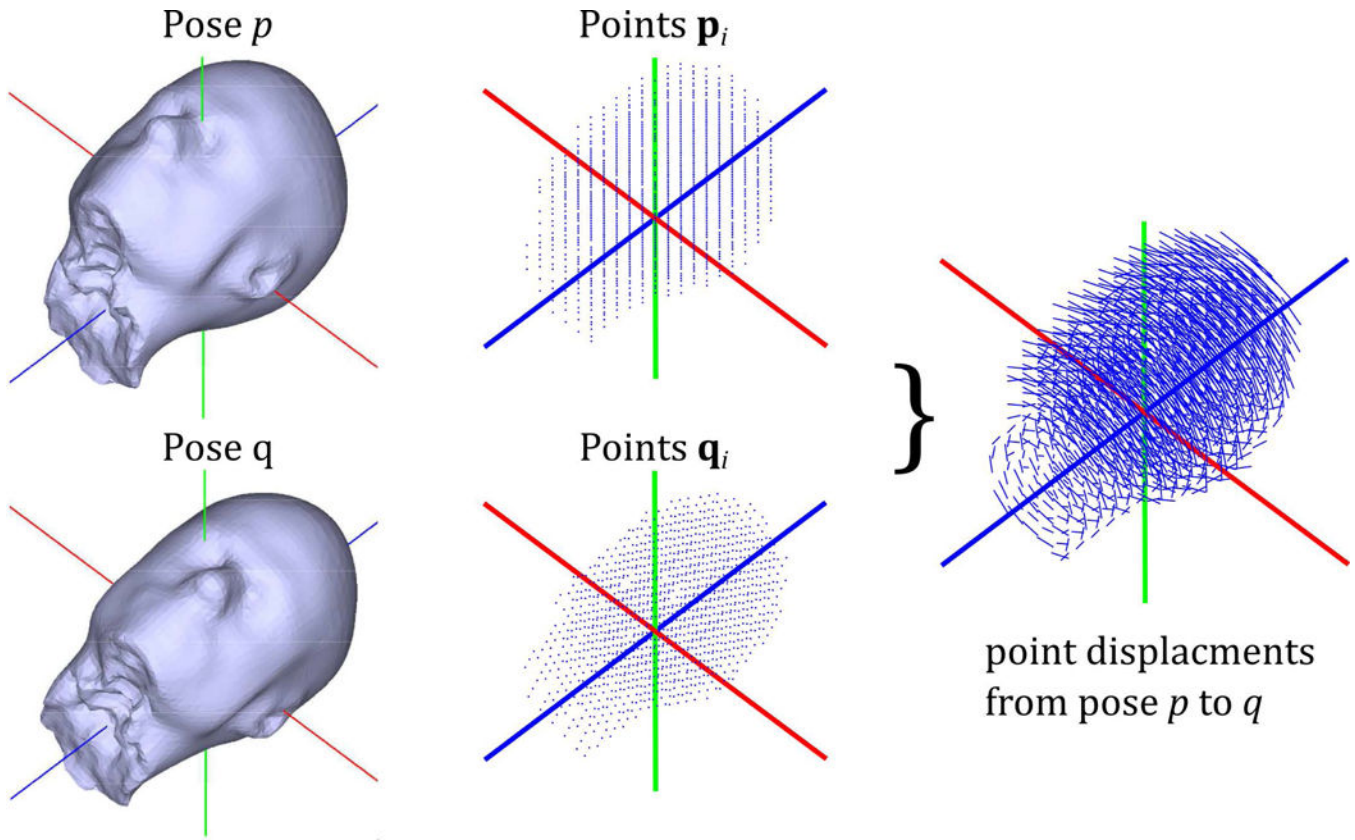 Pose p
Points pᵢ
Pose q
Points qᵢ
}
point displacments
from pose p to q